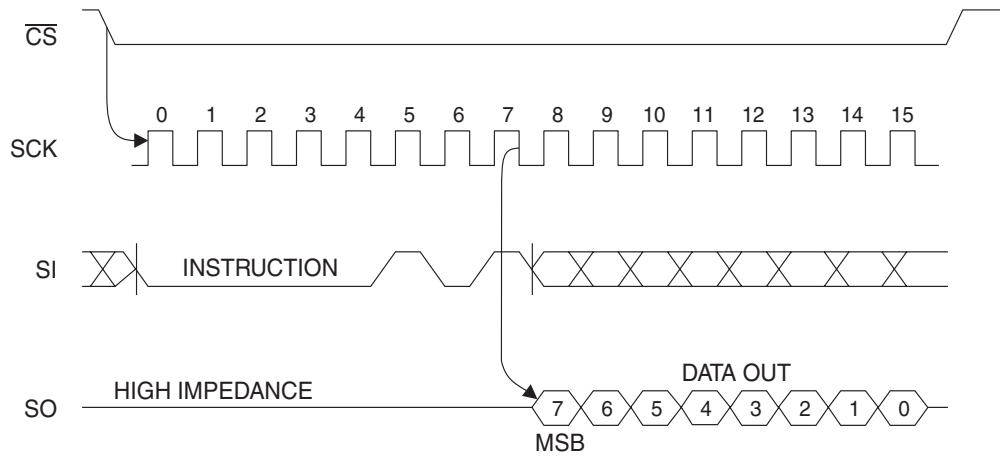 CS
0 1 2 3 4 5 6 7 8 9 10 11 12 13 14 15
SCK
SI INSTRUCTION
DATA OUT
HIGH IMPEDANCE
SO 7 6 5 4 3 2 1 0
MSB